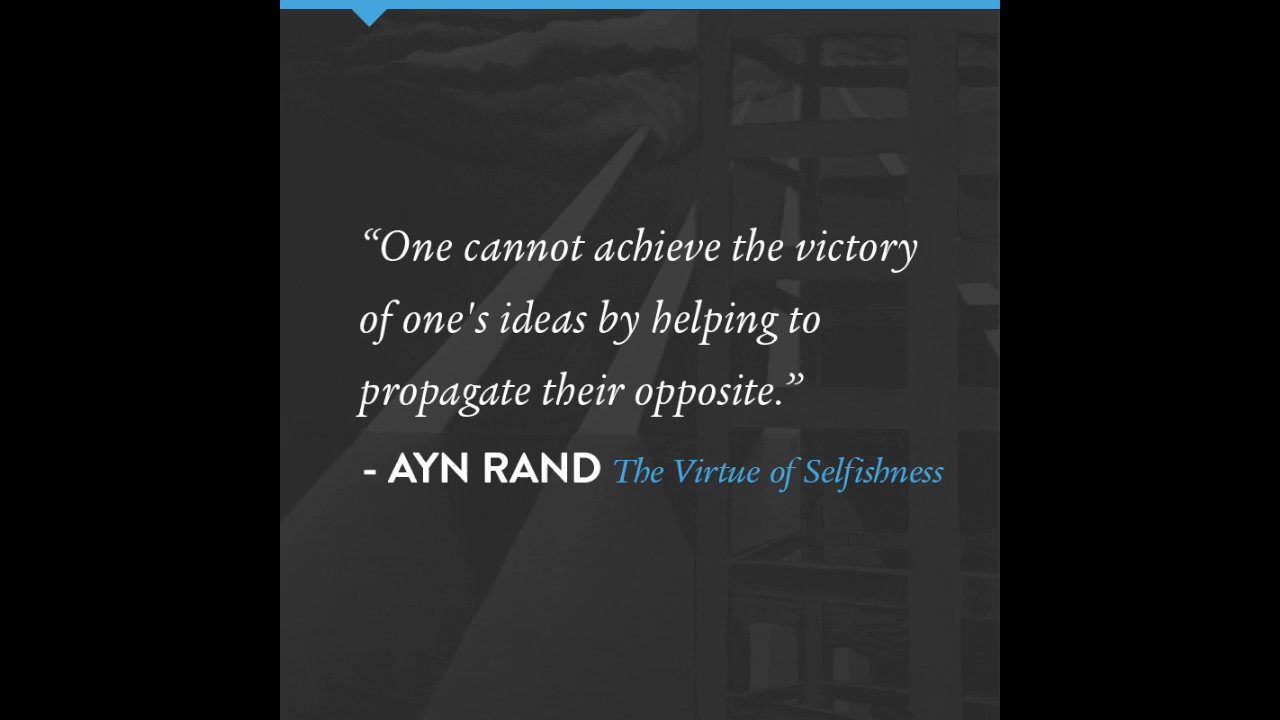 “One cannot achieve the victory
of one's ideas by helping to
propagate their opposite.”
- AYN RAND The Virtue of Selfishness